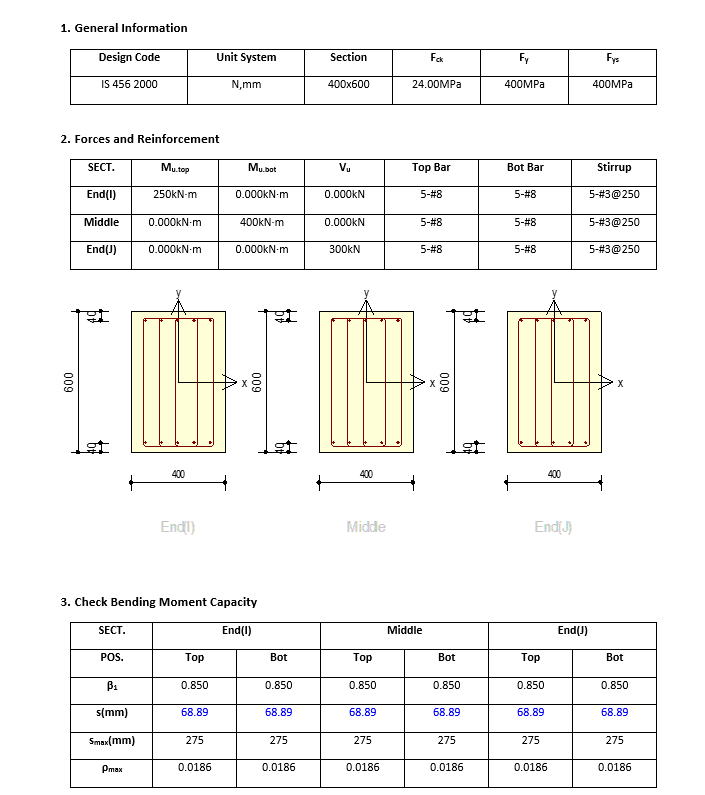 1. General Information
Design Code Unit System Section Fck Fy Fys
IS 456 2000 N,mm 400x600 24.00MPa 400MPa 400MPa
2. Forces and Reinforcement
SECT. Mu.top Mu.bot Vu Top Bar Bot Bar Stirrup
End(I) 250kN·m 0.000kN·m 0.000kN 5-#8 5-#8 5-#3@250
Middle 0.000kN·m 400kN·m 0.000kN 5-#8 5-#8 5-#3@250
End(J) 0.000kN·m 0.000kN·m 300kN 5-#8 5-#8 5-#3@250
y y y
40 40 40
600 x 600 x 600 x
40 40 40
400 400 400
End(I) Middle End(J)
3. Check Bending Moment Capacity
SECT. End(I) Middle End(J)
POS. Top Bot Top Bot Top Bot
β1 0.850 0.850 0.850 0.850 0.850 0.850
s(mm) 68.89 68.89 68.89 68.89 68.89 68.89
smax(mm) 275 275 275 275 275 275
ρmax 0.0186 0.0186 0.0186 0.0186 0.0186 0.0186